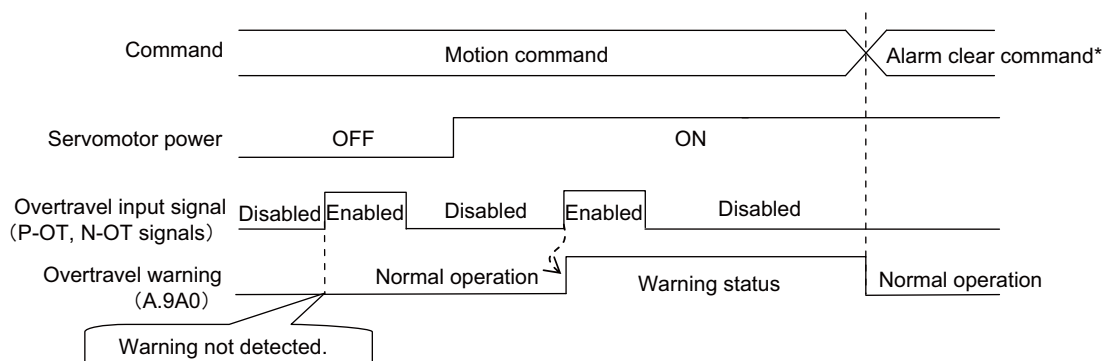 Command
Motion command
Alarm clear command*
Servomotor power
OFF
ON
Overtravel input signal
（P-OT, N-OT signals）
Disabled
Enabled
Disabled
Enabled
Disabled
Overtravel warning
（A.9A0）
Normal operation
Warning status
Normal operation
Warning not detected.